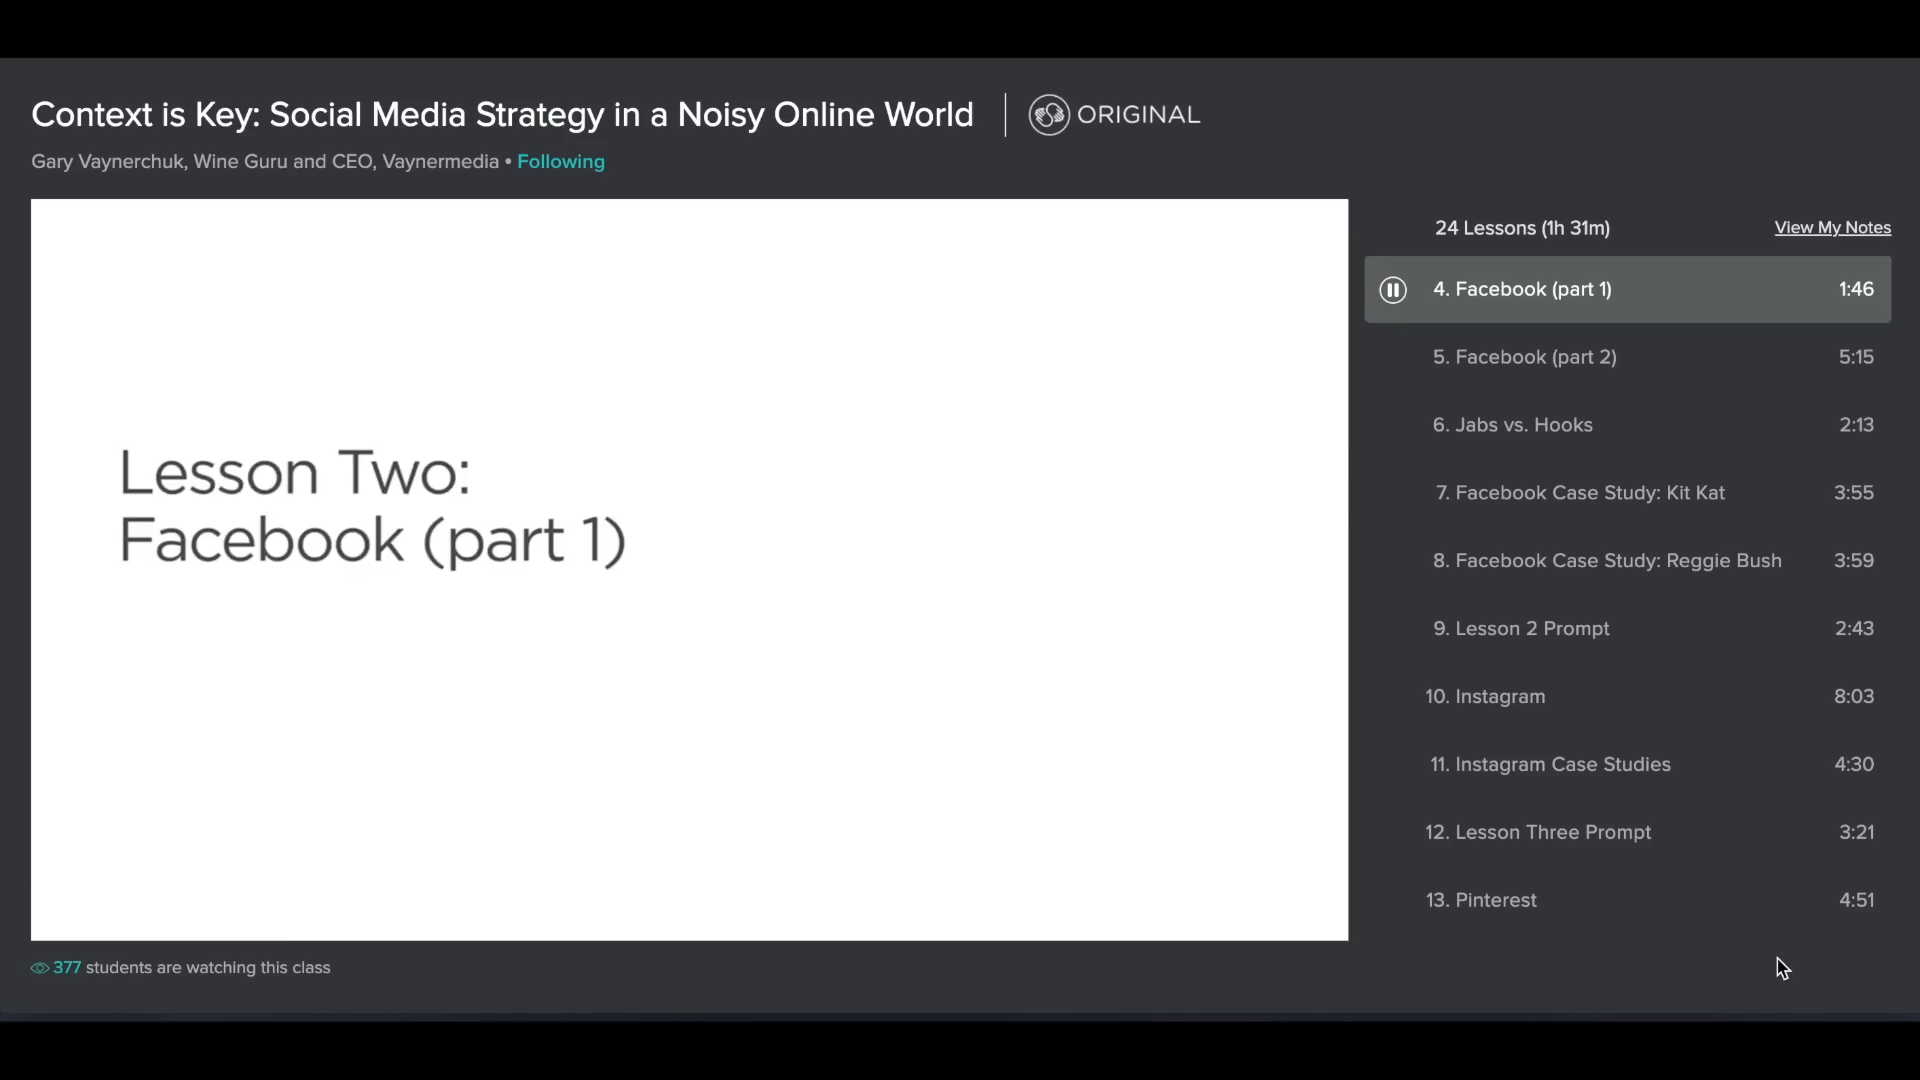 Context is Key: Social Media Strategy in a Noisy Online World
ORIGINAL
Gary Vaynerchuk, Wine Guru and CEO, Vaynermedia • Following
Lesson Two:
Facebook (part 1)
24 Lessons (1h 31m) View My Notes
4. Facebook (part 1) 1:46
5. Facebook (part 2) 5:15
6. Jabs vs. Hooks 2:13
7. Facebook Case Study: Kit Kat 3:55
8. Facebook Case Study: Reggie Bush 3:59
9. Lesson 2 Prompt 2:43
10. Instagram 8:03
11. Instagram Case Studies 4:30
12. Lesson Three Prompt 3:21
13. Pinterest 4:51
377 students are watching this class